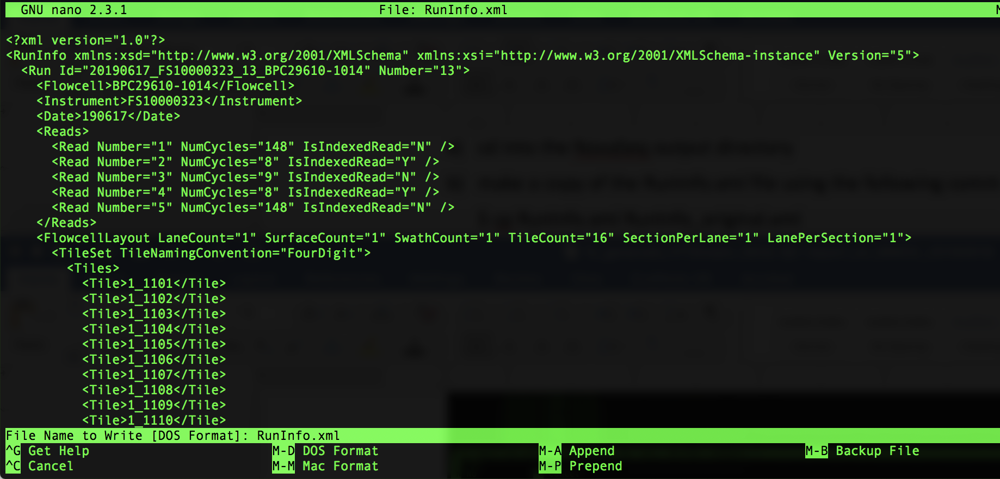 GNU nano 2.3.1 File: RunInfo.xml M
<?xml version="1.0"?>
<RunInfo xmlns:xsd="http://www.w3.org/2001/XMLSchema" xmlns:xsi="http://www.w3.org/2001/XMLSchema-instance" Version="5">
<Run Id="20190617_FS10000323_13_BPC29610-1014" Number="13">
<Flowcell>BPC29610-1014</Flowcell>
<Instrument>FS10000323</Instrument>
<Date>190617</Date>
<Reads>
<Read Number="1" NumCycles="148" IsIndexedRead="N" />
<Read Number="2" NumCycles="8" IsIndexedRead="Y" />
<Read Number="3" NumCycles="9" IsIndexedRead="N" />
<Read Number="4" NumCycles="8" IsIndexedRead="Y" />
<Read Number="5" NumCycles="148" IsIndexedRead="N" />
</Reads>
<FlowcellLayout LaneCount="1" SurfaceCount="1" SwathCount="1" TileCount="16" SectionPerLane="1" LanePerSection="1">
<TileSet TileNamingConvention="FourDigit">
<Tiles>
<Tile>1_1101</Tile>
<Tile>1_1102</Tile>
<Tile>1_1103</Tile>
<Tile>1_1104</Tile>
<Tile>1_1105</Tile>
<Tile>1_1106</Tile>
<Tile>1_1107</Tile>
<Tile>1_1108</Tile>
<Tile>1_1109</Tile>
<Tile>1_1110</Tile>
File Name to Write [DOS Format]: RunInfo.xml
^G Get Help M-D DOS Format M-A Append M-B Backup File
^C Cancel M-M Mac Format M-P Prepend